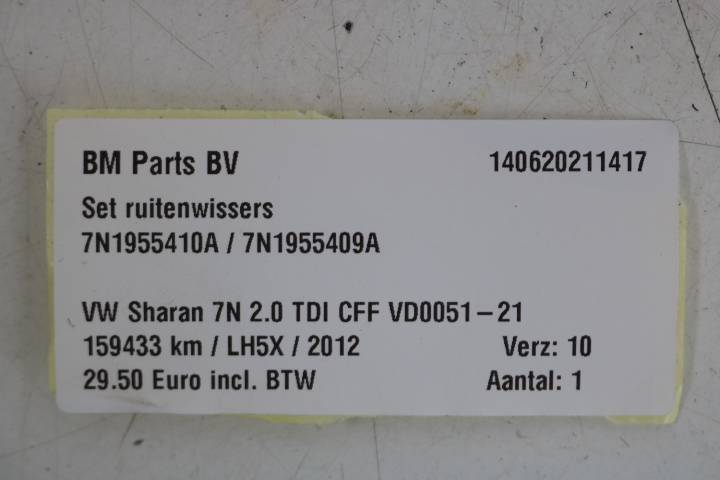 BM Parts BV 140620211417
Set ruitenwissers
7N1955410A / 7N1955409A
VW Sharan 7N 2.0 TDI CFF VD0051-21
159433 km / LH5X / 2012 Verz: 10
29.50 Euro incl. BTW Aantal: 1